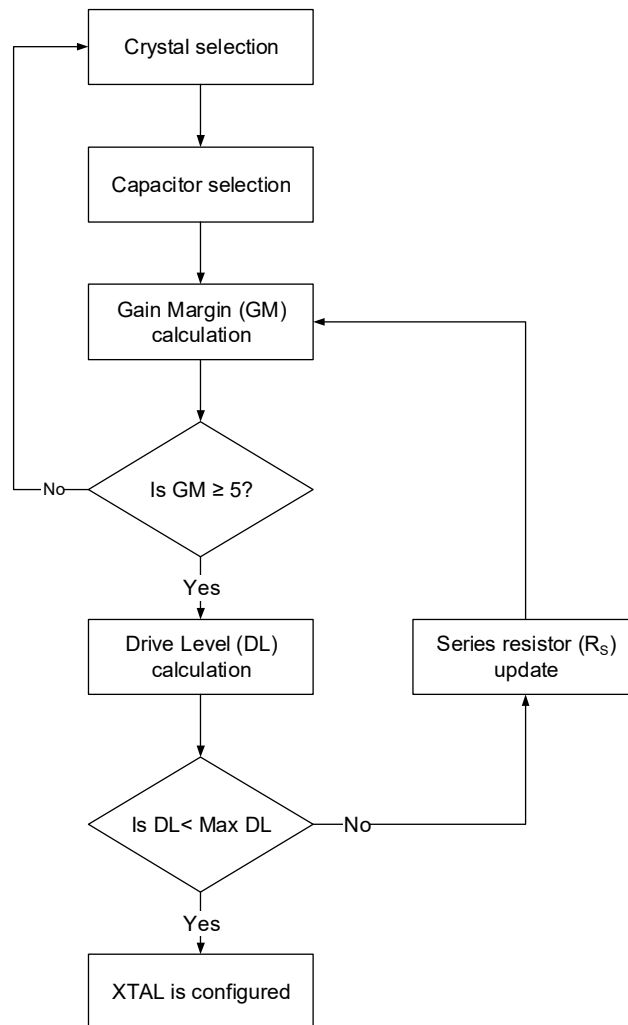 Crystal selection
Capacitor selection
Gain Margin (GM)
calculation
Is GM ≥ 5?
No
Yes
Drive Level (DL)
calculation
Series resistor (RS)
update
Is DL< Max DL
No
Yes
XTAL is configured